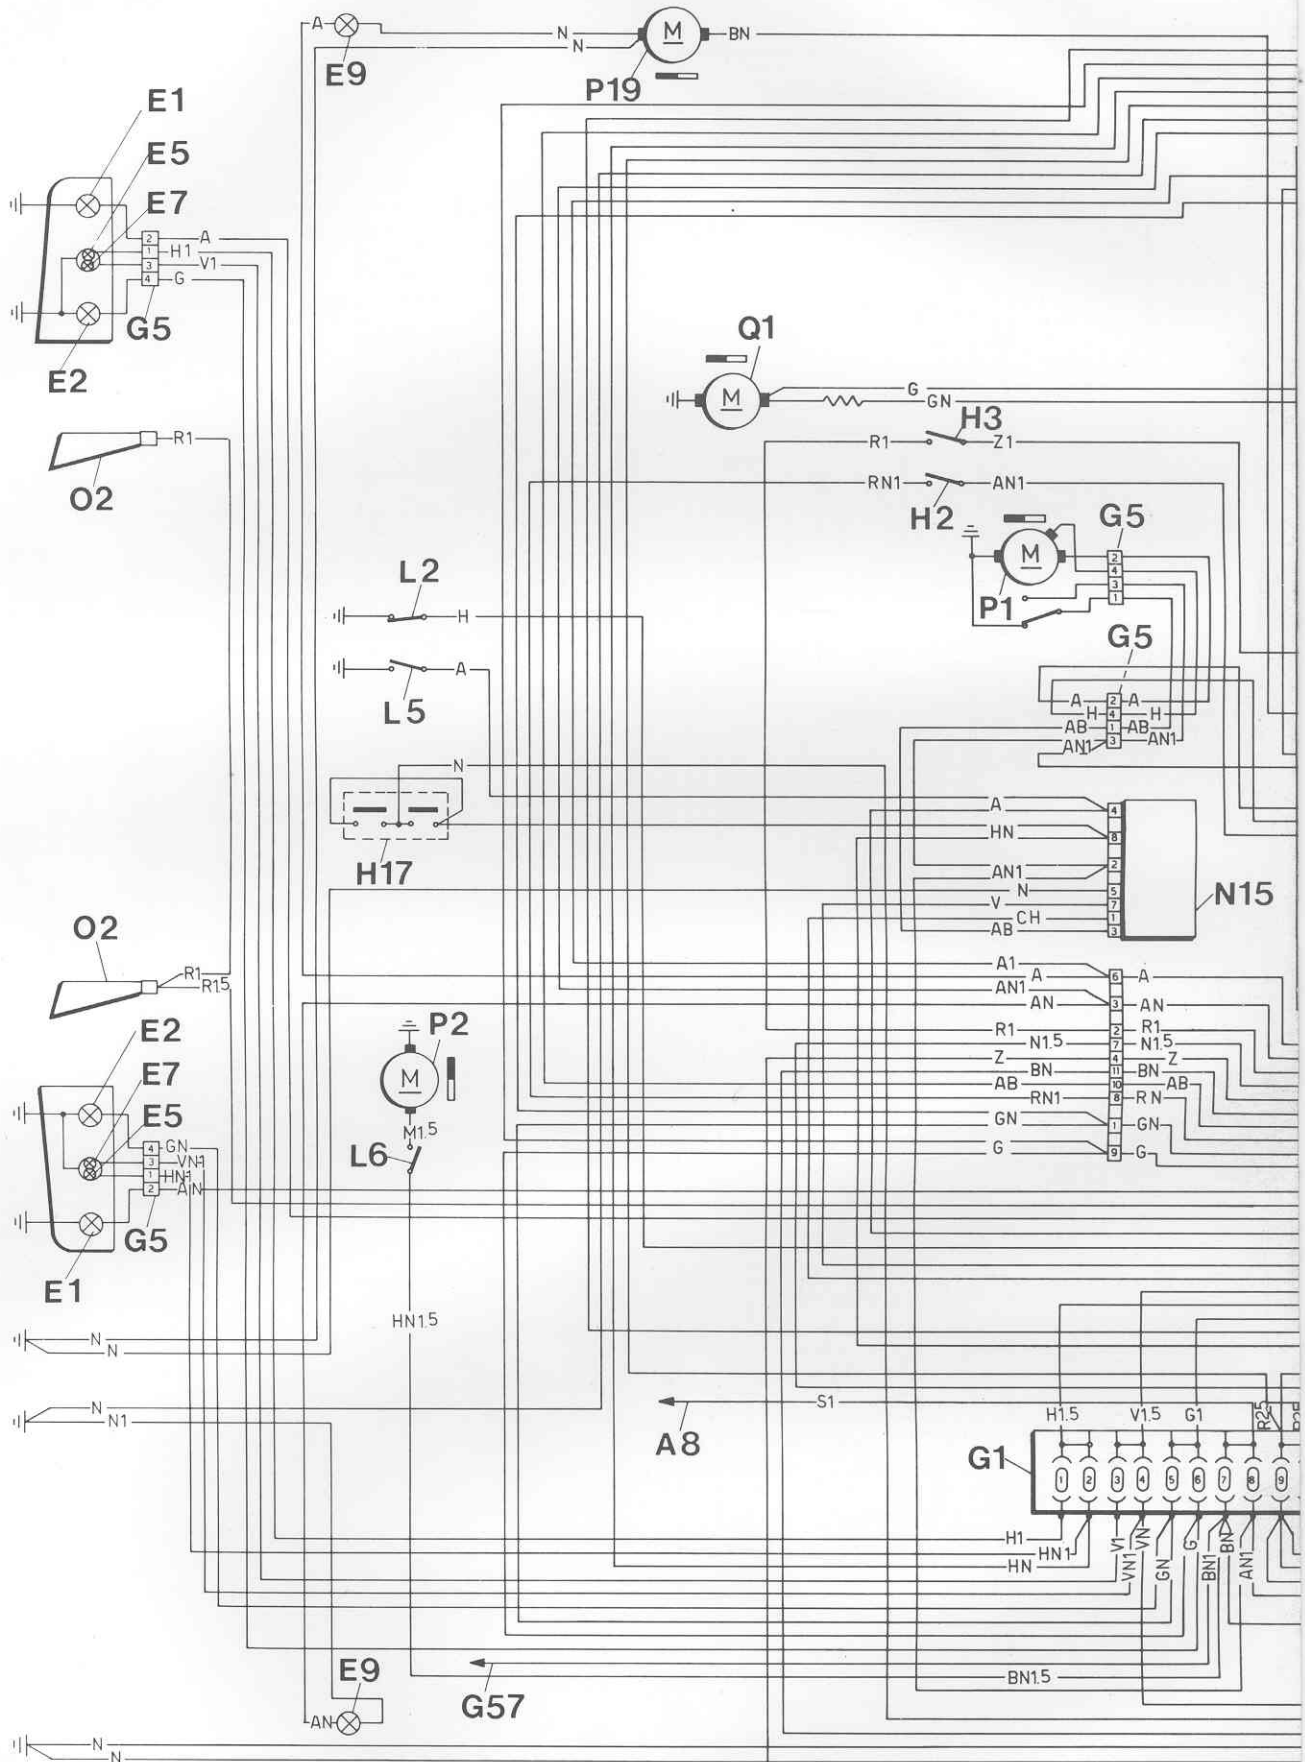 A
E9
N
N
M
BN
P19
E1
E5
E7
2
A
1
H1
3
V1
4
G
G5
E2
Q1
M
G
GN
H3
R1
Z1
R1
O2
RN1
AN1
H2
G5
M
2
4
3
1
P1
L2
H
G5
A
L5
A
2
A
H
4
H
AB
1
AB
AN1
3
AN1
N
H17
A
4
HN
8
AN1
2
N
5
V
7
CH
1
AB
3
N15
O2
R1
R1.5
A1
A
6
A
AN1
AN
3
AN
R1
2
R1
N1.5
7
N1.5
Z
4
Z
BN
11
BN
AB
10
AB
RN1
8
RN
GN
1
GN
G
9
G
P2
M
M1.5
L6
E2
E7
E5
4
GN
3
VN1
1
HN1
2
AN
G5
E1
HN1.5
N
N
N
N1
S1
A8
H1.5
V1.5
G1
G1
1
2
3
4
5
6
7
8
9
H1
HN1
HN
V1
VN1
VN
GN
G
BN1
BN
AN1
E9
G57
BN1.5
AN
N
N